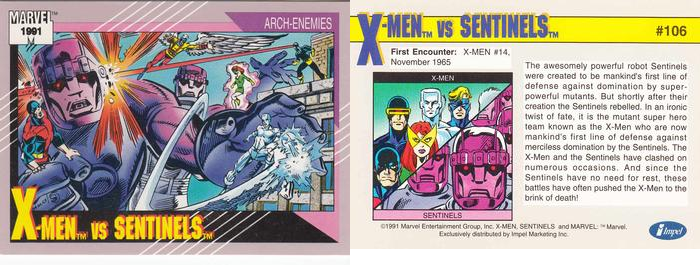 MARVEL™
1991
M
ARCH-ENEMIES
X-MEN™ VS SENTINELS™
X-MEN™ VS SENTINELS™
#106
First Encounter: X-MEN #14,
November 1965
X-MEN
SENTINELS
The awesomely powerful robot Sentinels
were created to be mankind's first line of
defense against domination by super-
powerful mutants. But shortly after their
creation the Sentinels rebelled. In an ironic
twist of fate, it is the mutant super hero
team known as the X-Men who are now
mankind's first line of defense against
merciless domination by the Sentinels. The
X-Men and the Sentinels have clashed on
numerous occasions. And since the
Sentinels have no need for rest, these
battles have often pushed the X-Men to the
brink of death!
©1991 Marvel Entertainment Group, Inc. X-MEN, SENTINELS and MARVEL: ™ Marvel.
Exclusively distributed by Impel Marketing Inc.
impel